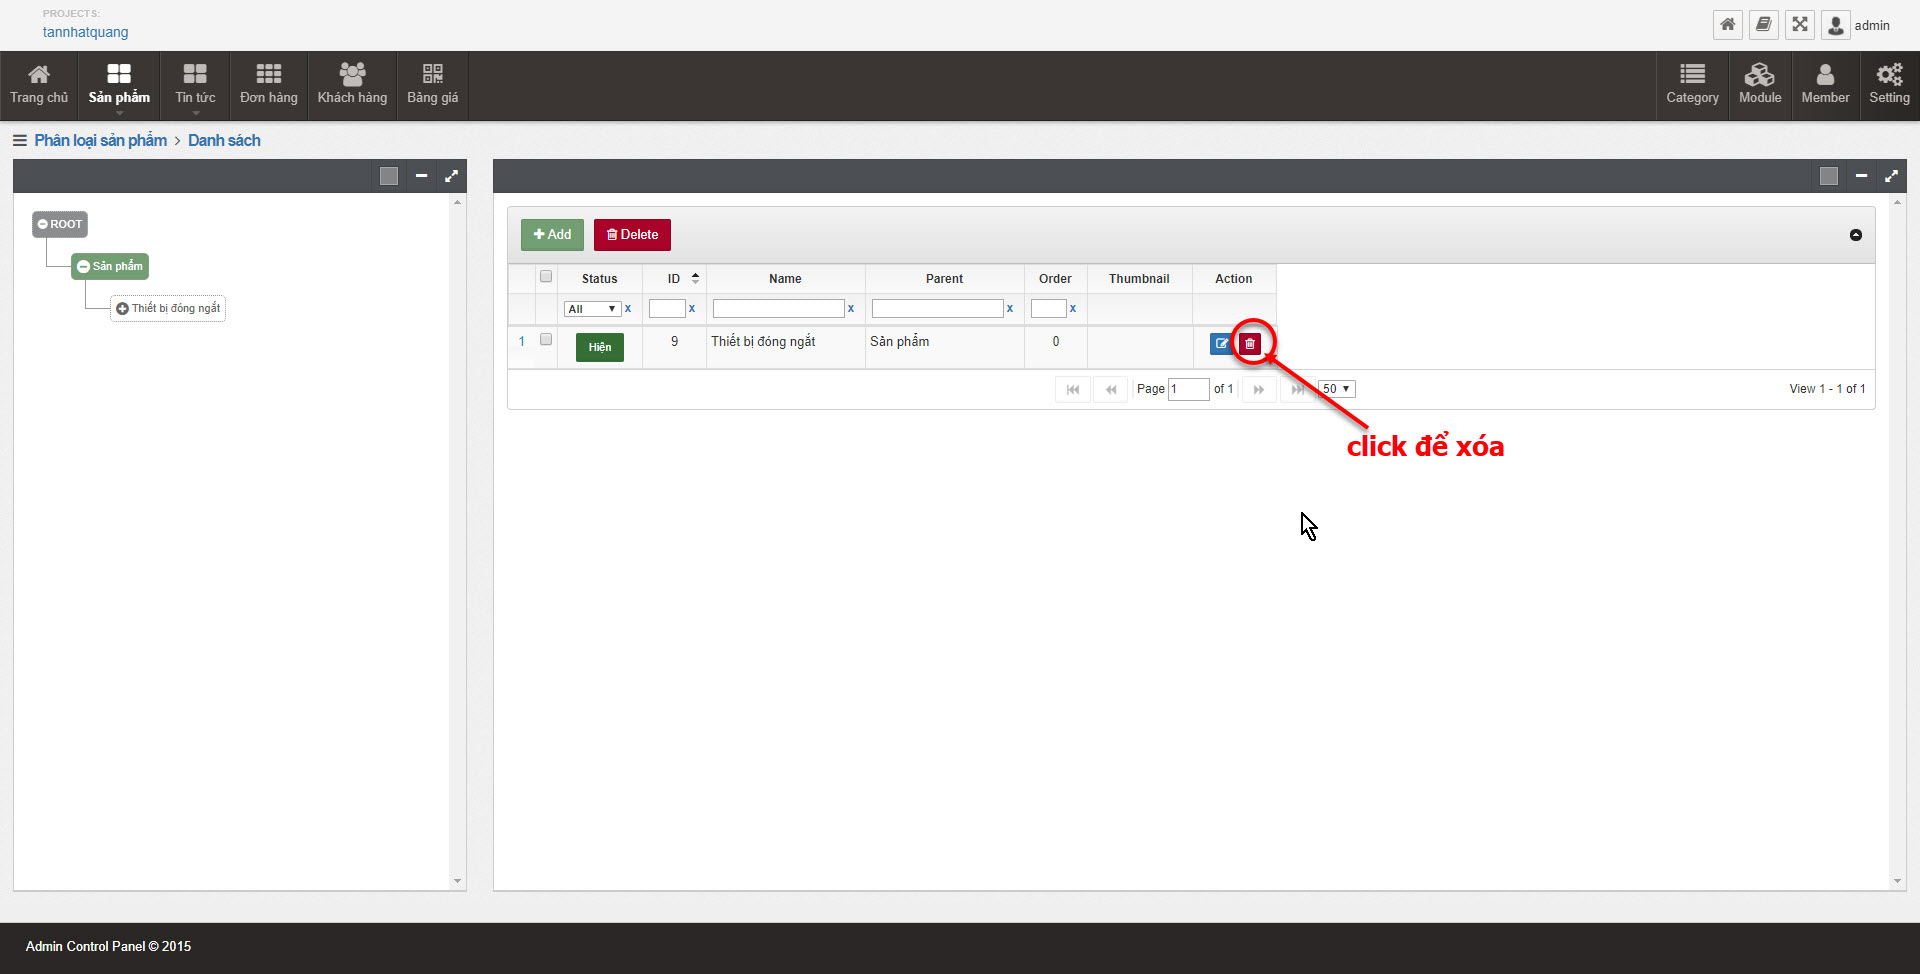 PROJECTS:
tannhatquang
admin
Trang chủ
Sản phẩm
Tin tức
Đơn hàng
Khách hàng
Bảng giá
Category
Module
Member
Setting
Phân loại sản phẩm > Danh sách
ROOT
Sản phẩm
Thiết bị đóng ngắt
Add
Delete
Status ID Name Parent Order Thumbnail Action
All x x x x x
1 Hiện 9 Thiết bị đóng ngắt Sản phẩm 0
Page 1 of 1 50 View 1 - 1 of 1
click để xóa
Admin Control Panel © 2015